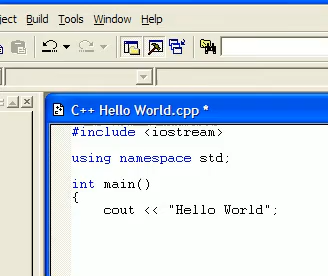 ject Build Tools Window Help
C++ Hello World.cpp *
#include <iostream>
using namespace std;
int main()
{
cout << "Hello World";